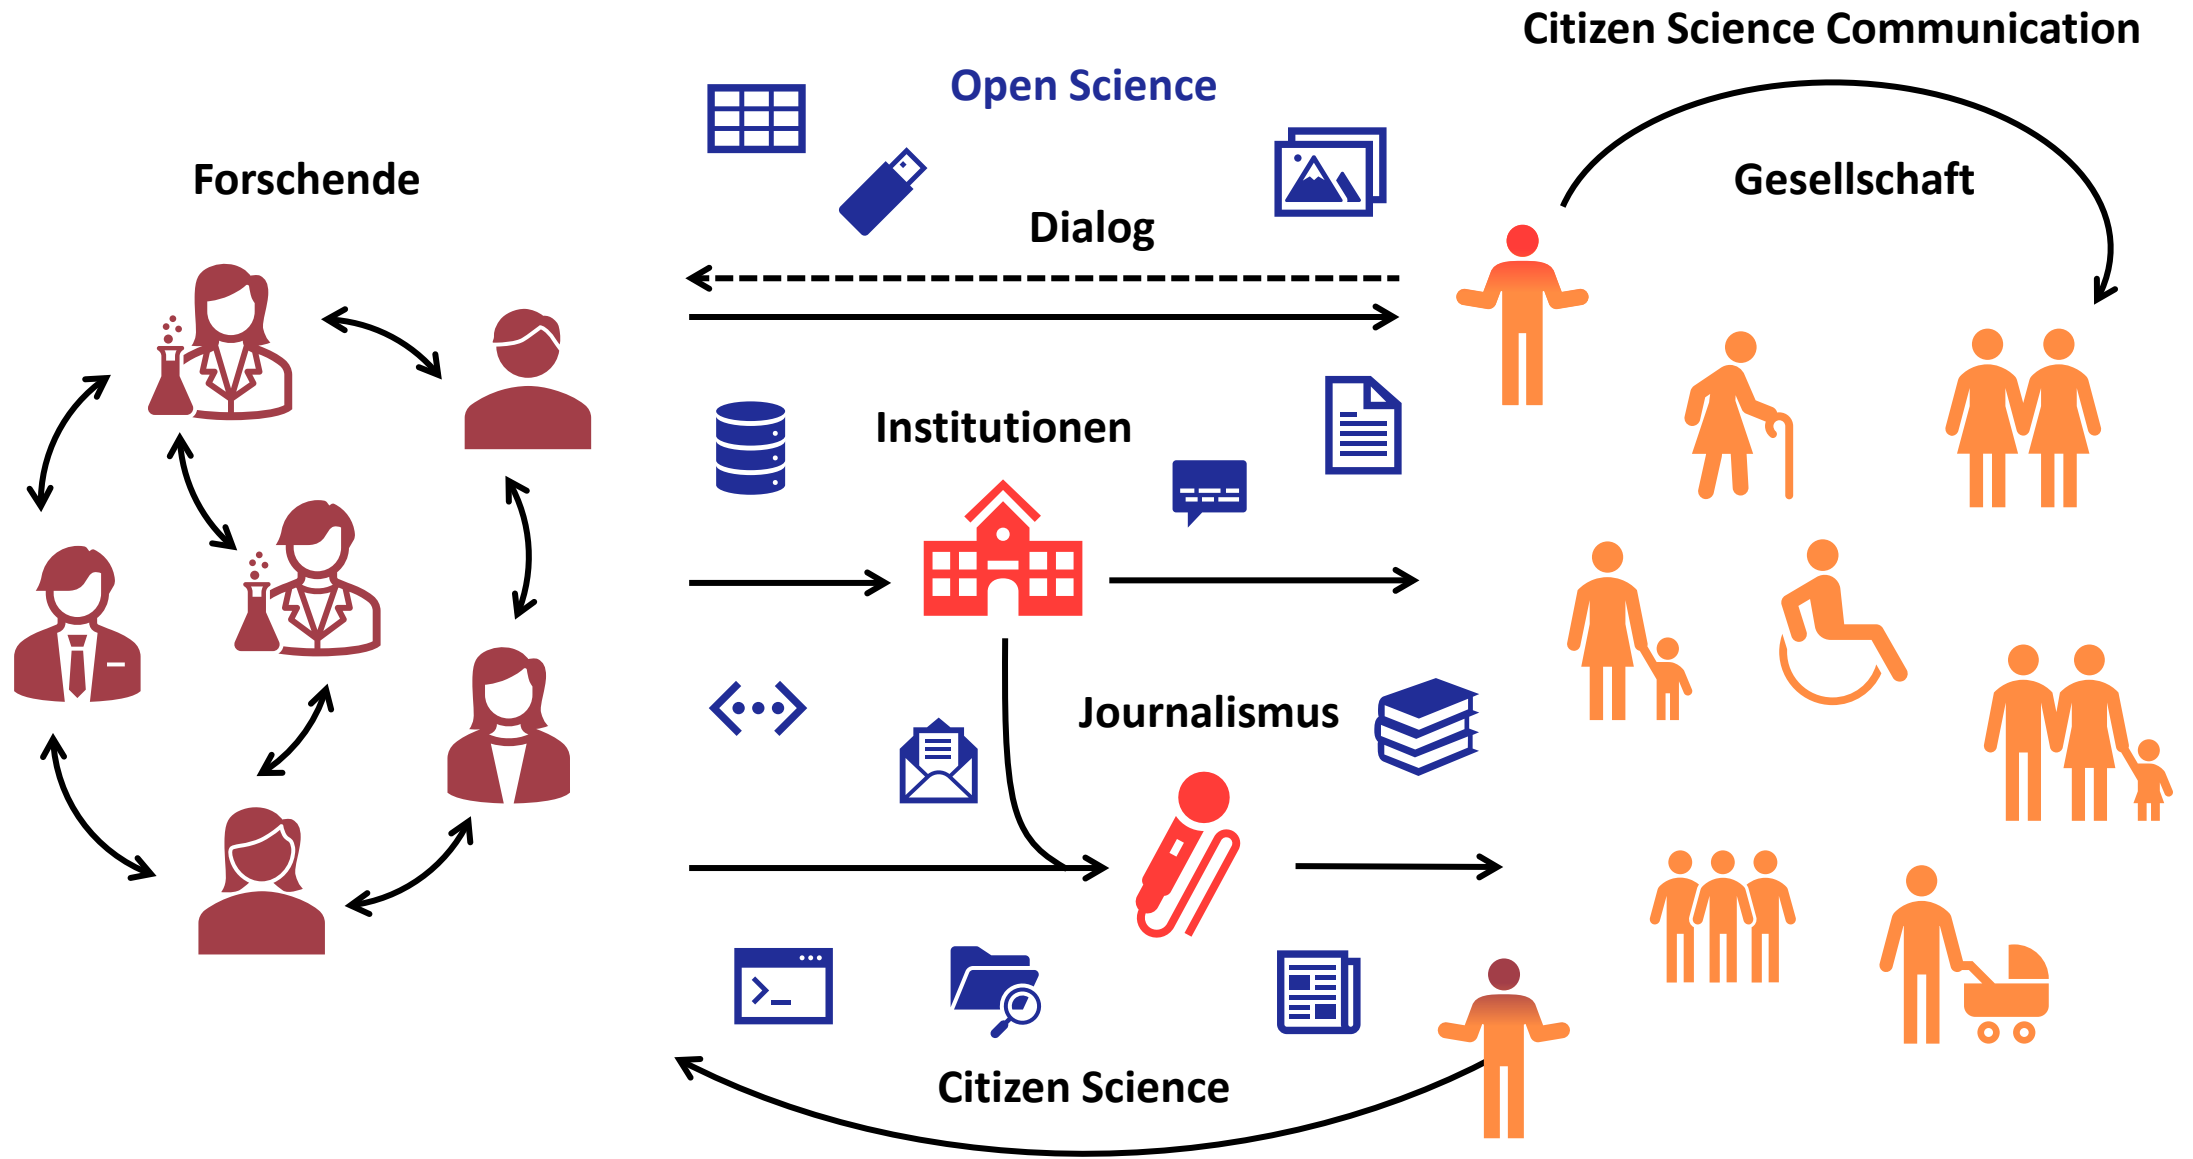 Citizen Science Communication
Open Science
Forschende
Gesellschaft
Dialog
Institutionen
Journalismus
Citizen Science